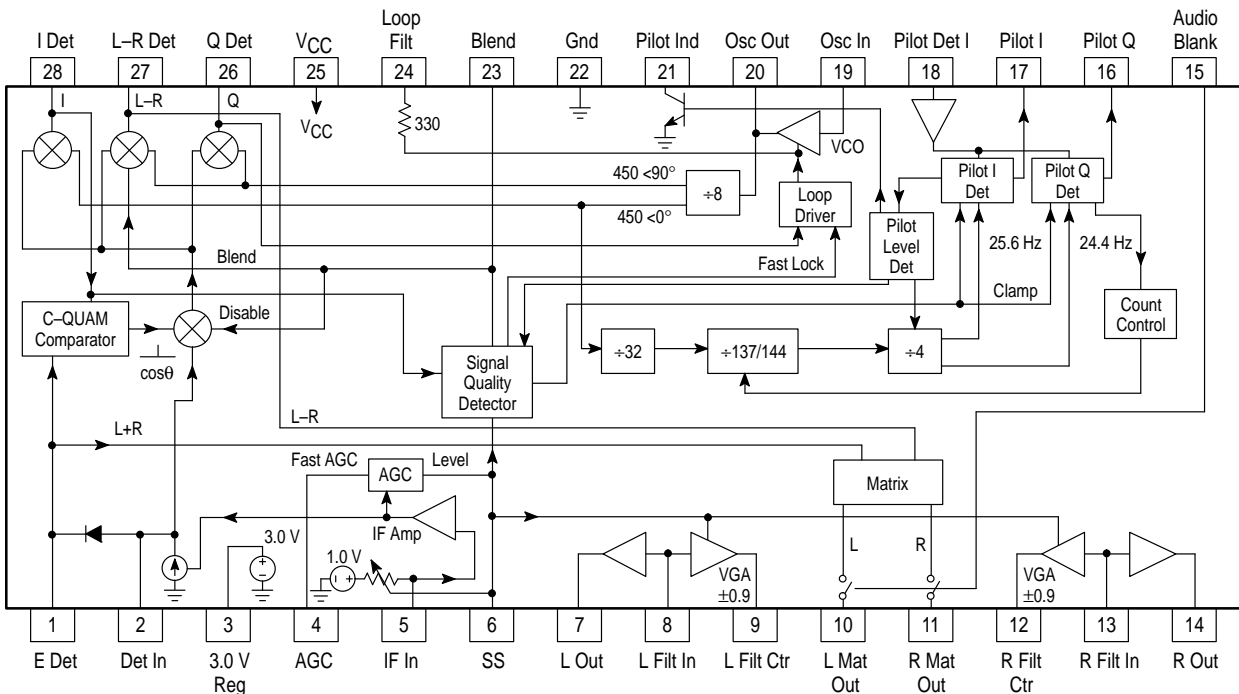 I Det
L–R Det
Q Det
VCC
Loop
Filt
Blend
Gnd
Pilot Ind
Osc Out
Osc In
Pilot Det I
Pilot I
Pilot Q
Audio
Blank
28
27
26
25
24
23
22
21
20
19
18
17
16
15
I
L–R
Q
VCC
330
VCO
450 <90°
÷8
450 <0°
Loop
Driver
Pilot I
Det
Pilot Q
Det
Pilot
Level
Det
25.6 Hz
24.4 Hz
Blend
Fast Lock
Clamp
Count
Control
C–QUAM
Comparator
Disable
cosθ
Signal
Quality
Detector
÷32
÷137/144
÷4
L–R
L+R
Fast AGC
AGC
Level
Matrix
IF Amp
3.0 V
1.0 V
L
R
VGA
±0.9
VGA
±0.9
1
2
3
4
5
6
7
8
9
10
11
12
13
14
E Det
Det In
3.0 V
Reg
AGC
IF In
SS
L Out
L Filt In
L Filt Ctr
L Mat
Out
R Mat
Out
R Filt
Ctr
R Filt In
R Out